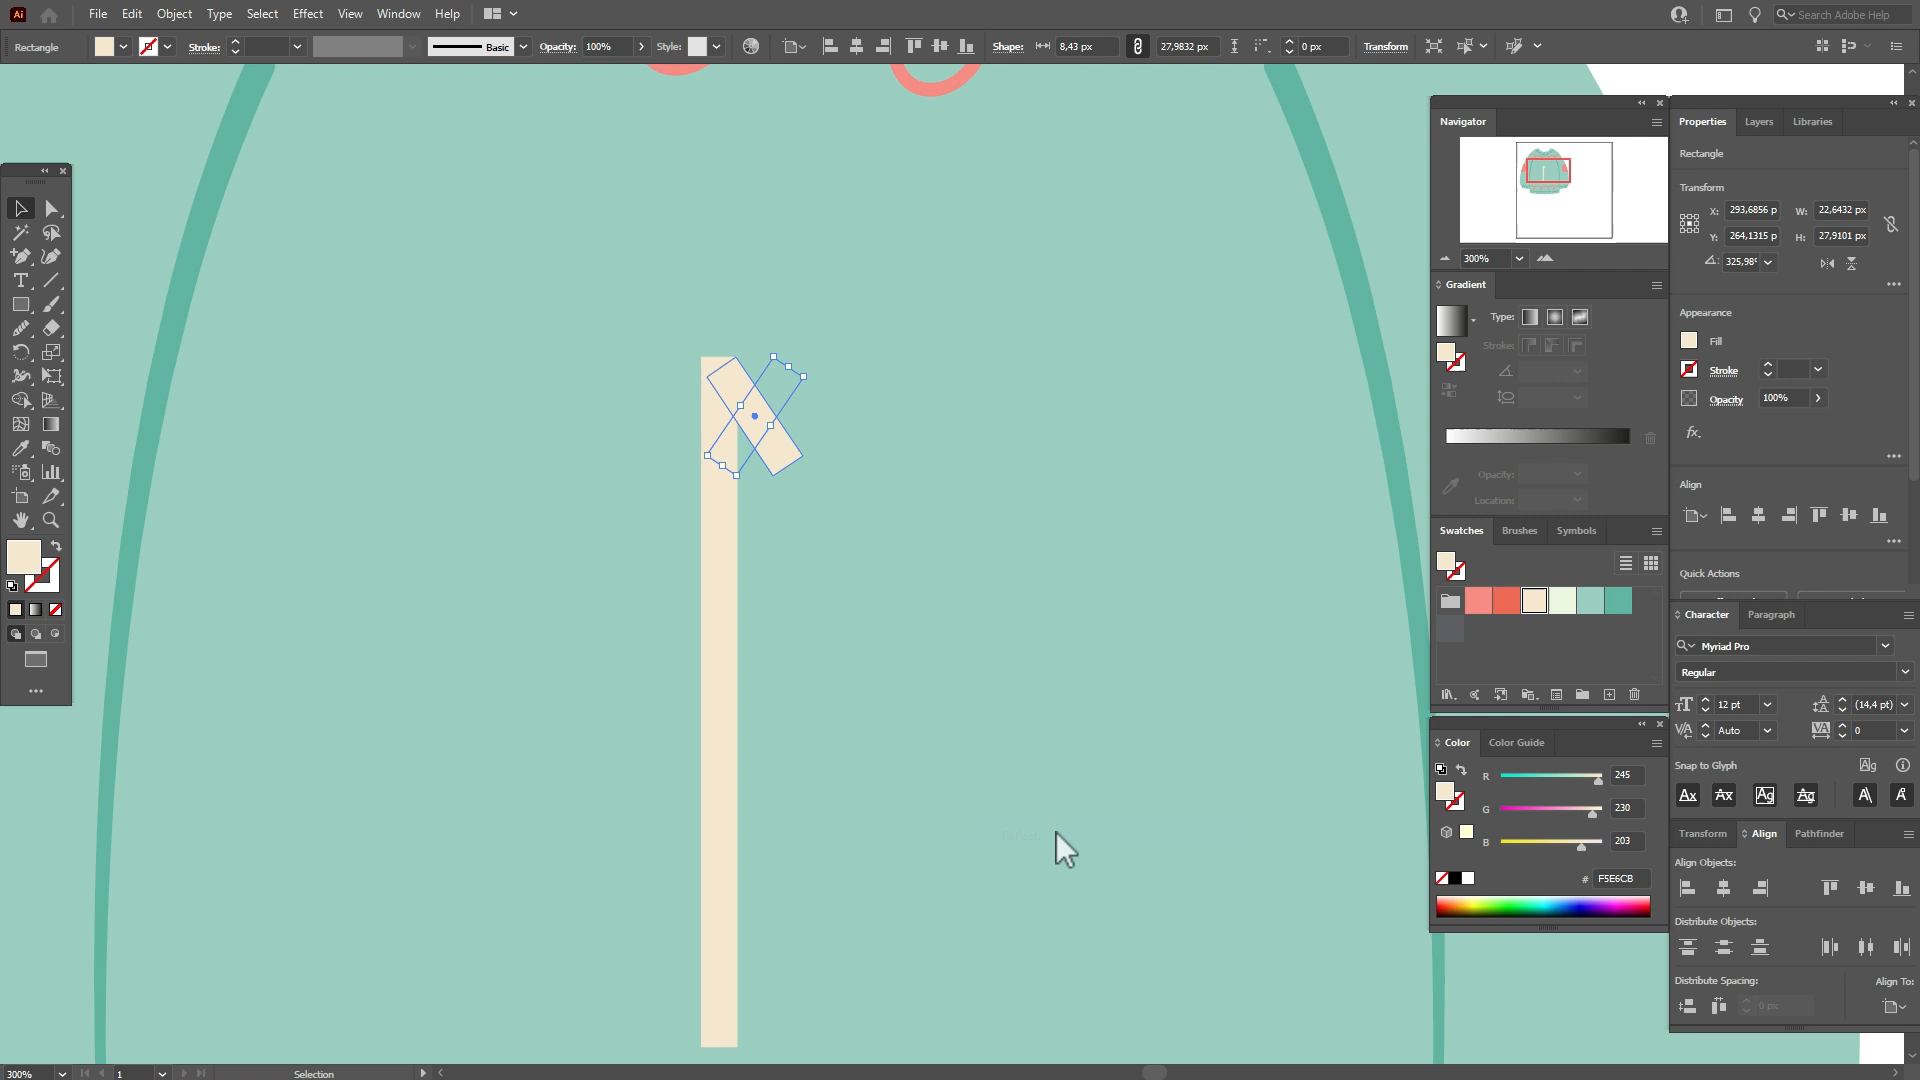 Ai File Edit Object Type Select Effect View Window Help Search Adobe Help
Rectangle Stroke: Basic Opacity: 100% Style: Shape: 8,43 px 27,9832 px 0 px Transform
Navigator
300%
Gradient
Type:
Stroke:
Opacity:
Location:
Swatches Brushes Symbols
Color Color Guide
R 245
G 230
B 203
# F5E6CB
Properties Layers Libraries
Rectangle
Transform
X: 293,6856 p W: 22,6432 px
Y: 264,1315 p H: 27,9101 px
325,98°
Appearance
Fill
Stroke
Opacity 100%
fx.
Align
Quick Actions
Character Paragraph
Myriad Pro
Regular
12 pt (14,4 pt)
Auto 0
Snap to Glyph
Transform Align Pathfinder
Align Objects:
Distribute Objects:
Distribute Spacing: Align To:
0 px
300% 1 Selection